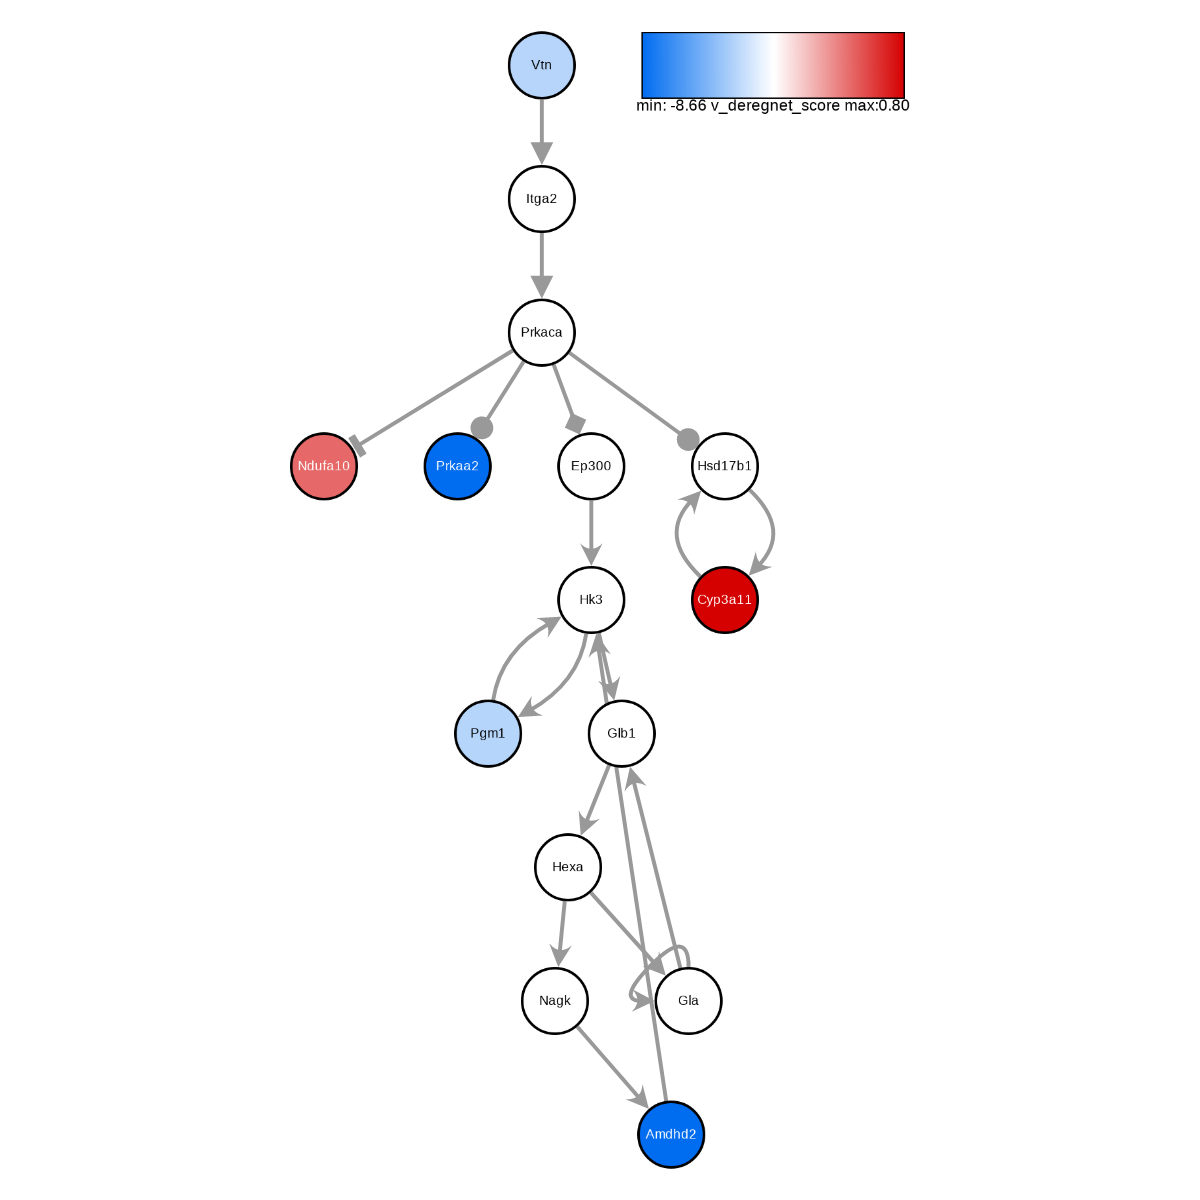 Vtn
min: -8.66 v_deregnet_score max:0.80
Itga2
Prkaca
Ndufa10
Prkaa2
Ep300
Hsd17b1
Hk3
Cyp3a11
Pgm1
Glb1
Hexa
Nagk
Gla
Amdhd2